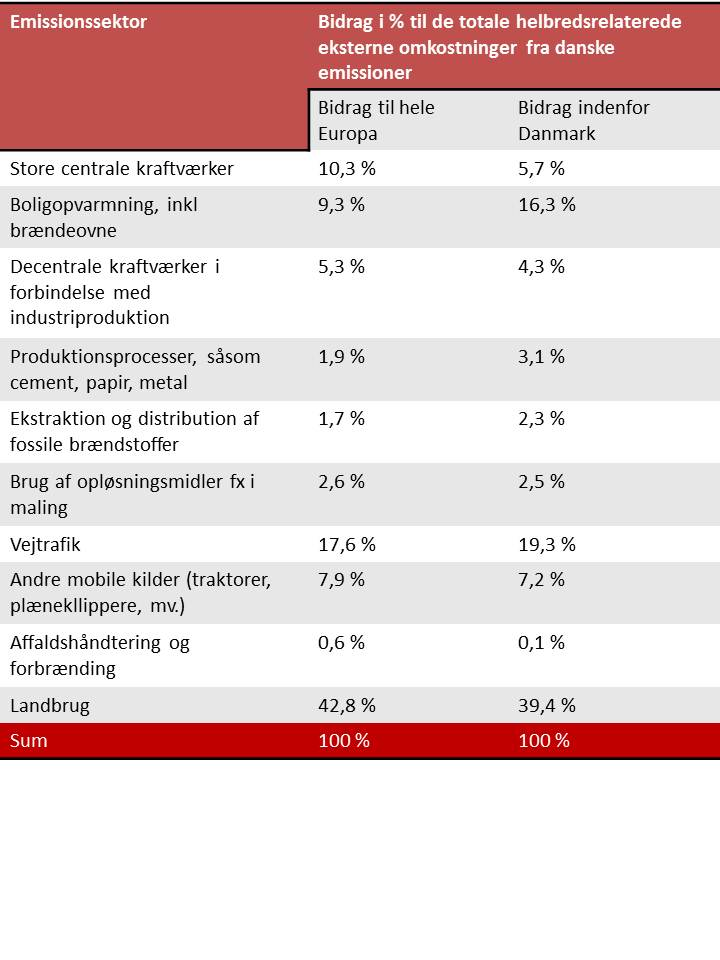 Emissionssektor
Bidrag i % til de totale helbredsrelaterede
eksterne omkostninger fra danske
emissioner
Bidrag til hele
Europa
Bidrag indenfor
Danmark
Store centrale kraftværker
10,3 %
5,7 %
Boligopvarmning, inkl
brændeovne
9,3 %
16,3 %
Decentrale kraftværker i
forbindelse med
industriproduktion
5,3 %
4,3 %
Produktionsprocesser, såsom
cement, papir, metal
1,9 %
3,1 %
Ekstraktion og distribution af
fossile brændstoffer
1,7 %
2,3 %
Brug af opløsningsmidler fx i
maling
2,6 %
2,5 %
Vejtrafik
17,6 %
19,3 %
Andre mobile kilder (traktorer,
plænekllippere, mv.)
7,9 %
7,2 %
Affaldshåndtering og
forbrænding
0,6 %
0,1 %
Landbrug
42,8 %
39,4 %
Sum
100 %
100 %